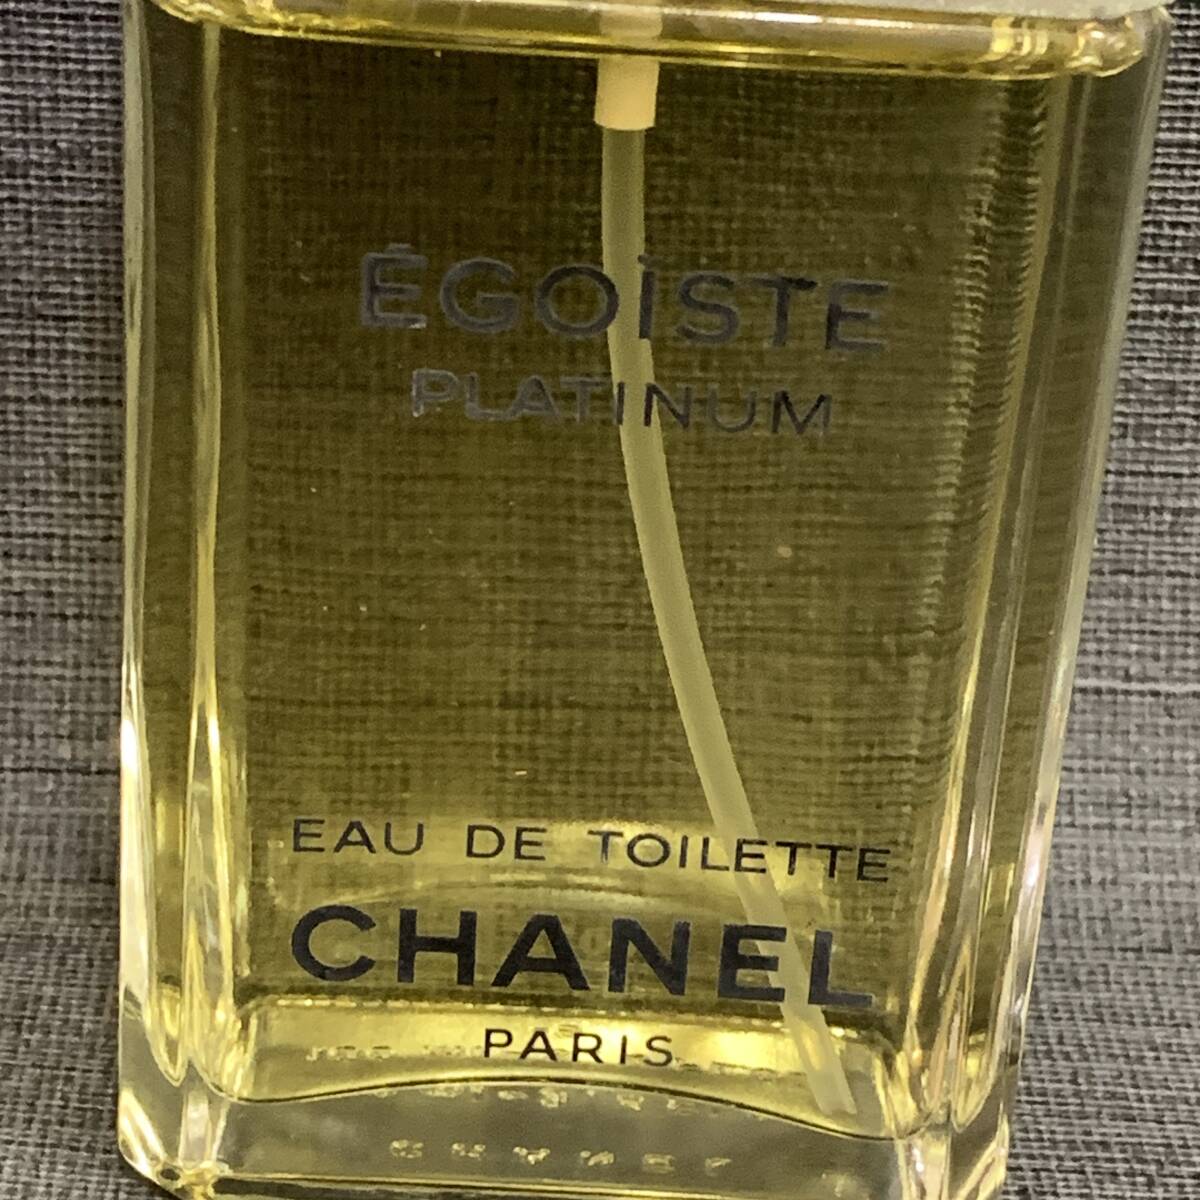 ÉGOÏSTE
PLATINUM
EAU DE TOILETTE
CHANEL
PARIS